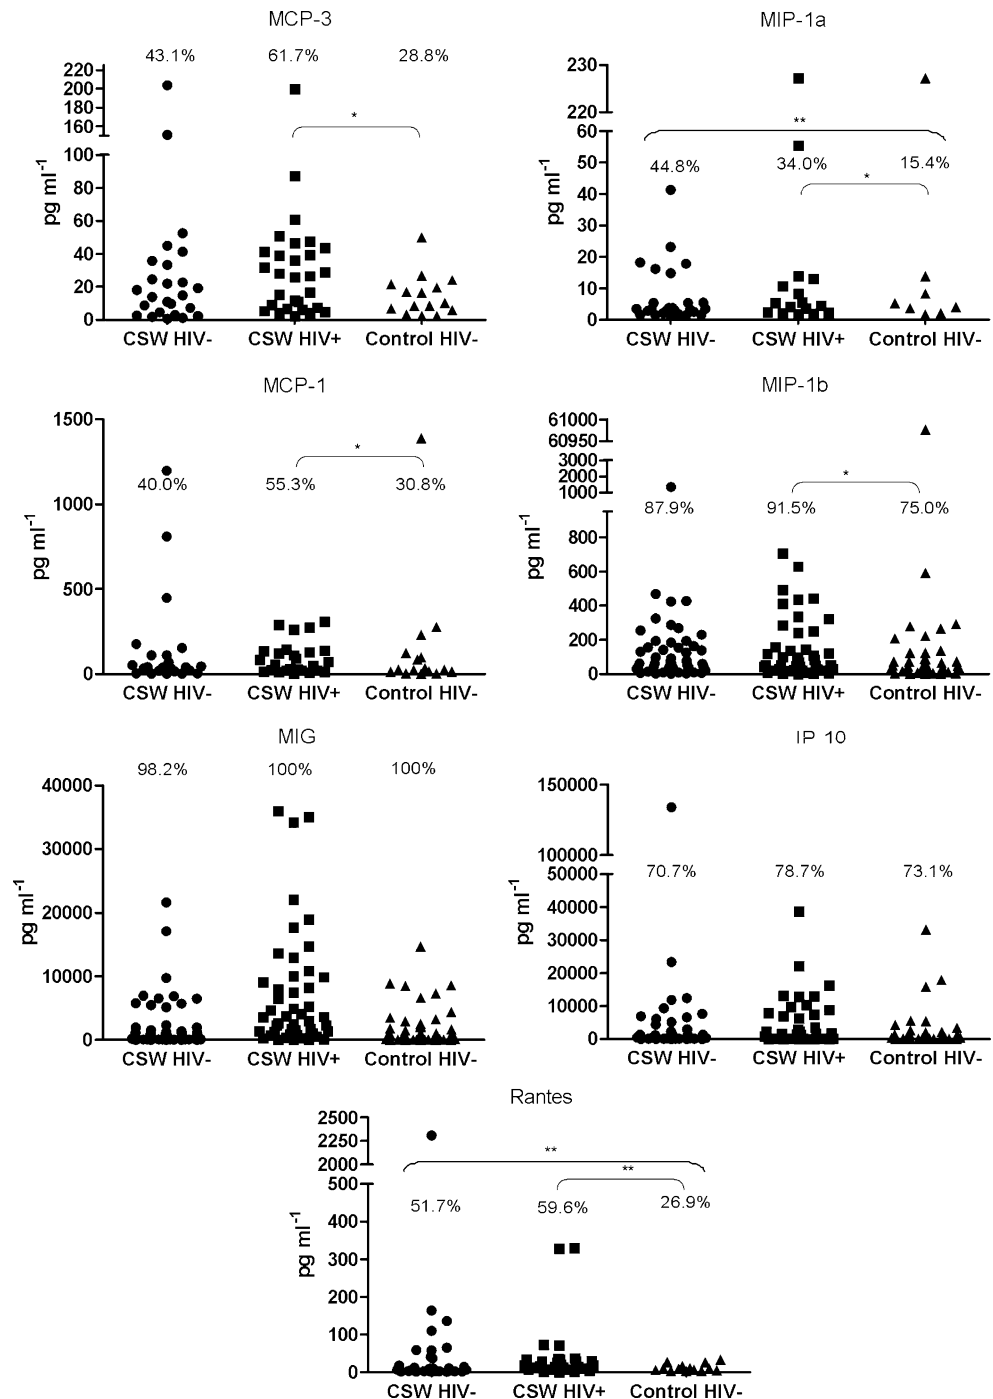 MCP-3
43.1% 61.7% 28.8%
220
200
180
160
100
80
60
40
20
0
pg ml-1
*
CSW HIV- CSW HIV+ Control HIV-
MIP-1a
230
220
60
50
40
30
20
10
0
pg ml-1
**
44.8% 34.0% 15.4%
*
CSW HIV- CSW HIV+ Control HIV-
MCP-1
1500
1000
500
0
pg ml-1
*
40.0% 55.3% 30.8%
CSW HIV- CSW HIV+ Control HIV-
MIP-1b
61000
60950
3000
2000
1000
800
600
400
200
0
pg ml-1
*
87.9% 91.5% 75.0%
CSW HIV- CSW HIV+ Control HIV-
MIG
98.2% 100% 100%
40000
30000
20000
10000
0
pg ml-1
CSW HIV- CSW HIV+ Control HIV-
IP 10
150000
100000
50000
40000
30000
20000
10000
0
pg ml-1
70.7% 78.7% 73.1%
CSW HIV- CSW HIV+ Control HIV-
Rantes
2500
2250
2000
500
400
300
200
100
0
pg ml-1
**
**
51.7% 59.6% 26.9%
CSW HIV- CSW HIV+ Control HIV-